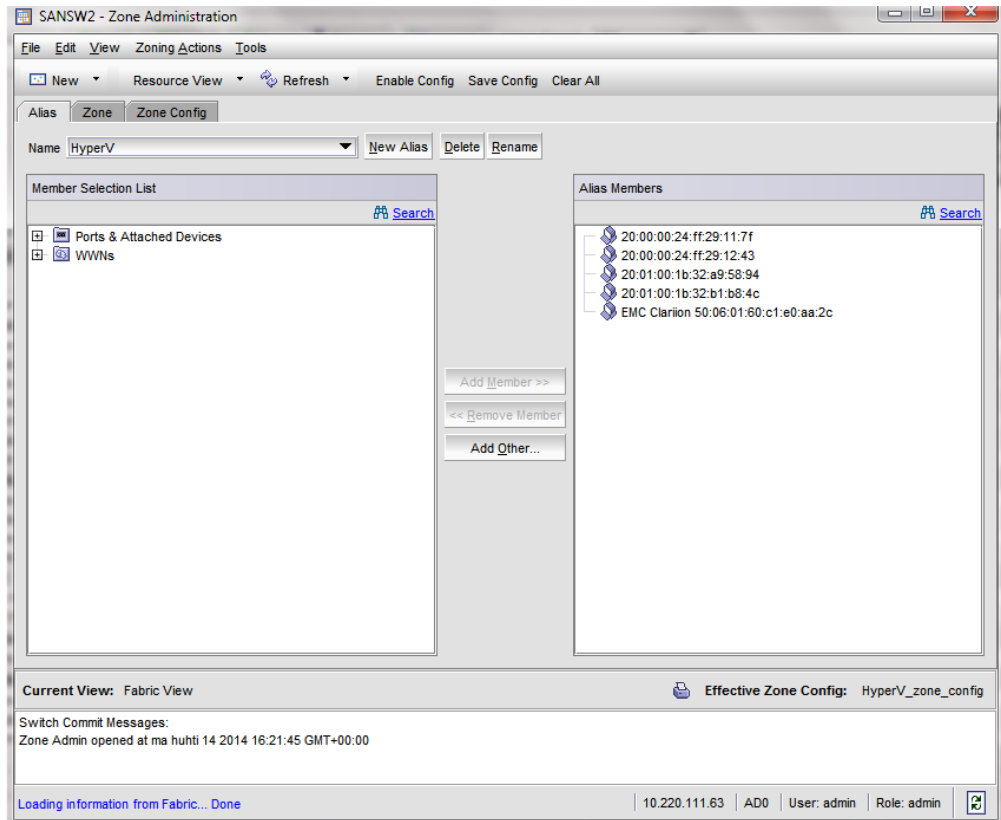 SANSW2 - Zone Administration
File Edit View Zoning Actions Tools
New Resource View Refresh Enable Config Save Config Clear All
Alias Zone Zone Config
Name HyperV New Alias Delete Rename
Member Selection List
Search
Ports & Attached Devices
WWNs
Add Member >>
<< Remove Member
Add Other...
Alias Members
Search
20:00:00:24:ff:29:11:7f
20:00:00:24:ff:29:12:43
20:01:00:1b:32:a9:58:94
20:01:00:1b:32:b1:b8:4c
EMC Clariion 50:06:01:60:c1:e0:aa:2c
Current View: Fabric View Effective Zone Config: HyperV_zone_config
Switch Commit Messages:
Zone Admin opened at ma huhti 14 2014 16:21:45 GMT+00:00
Loading information from Fabric... Done 10.220.111.63 AD0 User: admin Role: admin